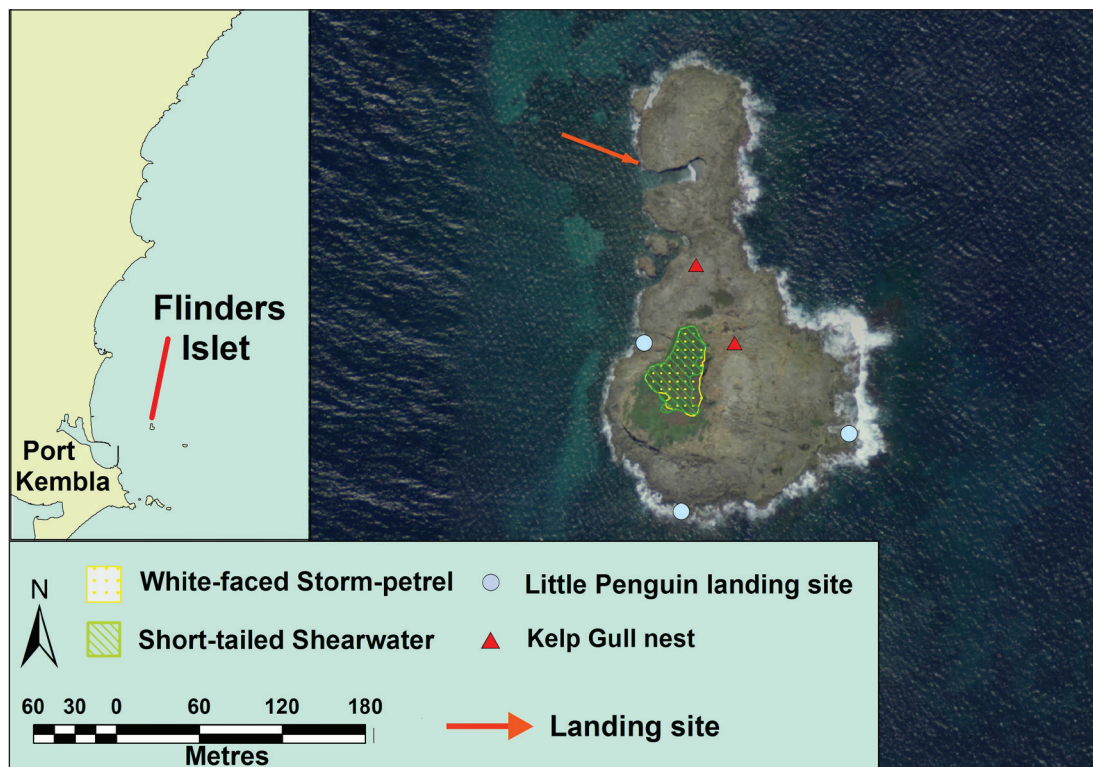 Flinders
Islet
Port
Kembla
N
White-faced Storm-petrel
Little Penguin landing site
Short-tailed Shearwater
Kelp Gull nest
60 30 0 60 120 180
Metres
Landing site